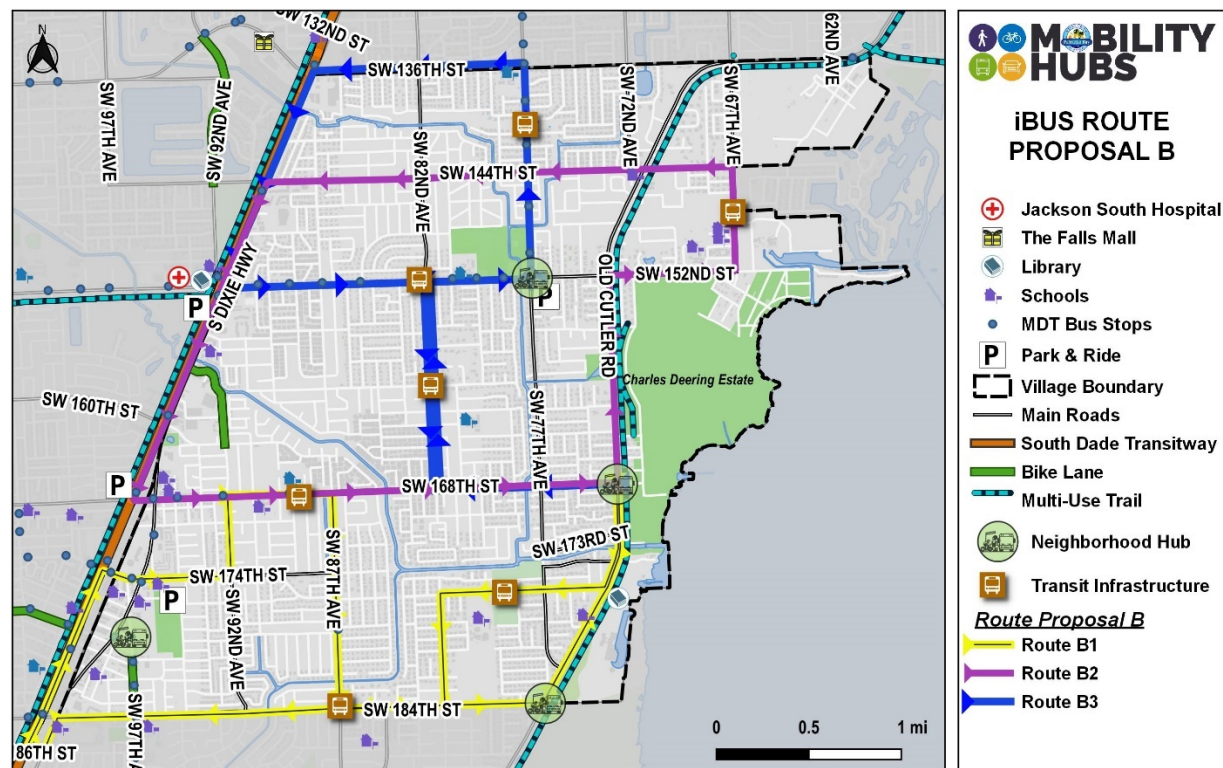 SW 132ND ST
62ND AVE
SW 136TH ST
SW 97TH AVE
SW 92ND AVE
SW 82ND AVE
SW 72ND AVE
SW 67TH AVE
SW 144TH ST
S DIXIE HWY
OLD CUTLER RD
SW 152ND ST
P
P
Charles Deering Estate
SW 160TH ST
SW 77TH AVE
P
SW 168TH ST
SW 173RD ST
SW 87TH AVE
SW 174TH ST
P
SW 92ND AVE
SW 184TH ST
SW 97TH A
86TH ST
0 0.5 1 mi
MOBILITY
HUBS
iBUS ROUTE
PROPOSAL B
Jackson South Hospital
The Falls Mall
Library
Schools
MDT Bus Stops
P Park & Ride
Village Boundary
Main Roads
South Dade Transitway
Bike Lane
Multi-Use Trail
Neighborhood Hub
Transit Infrastructure
Route Proposal B
Route B1
Route B2
Route B3